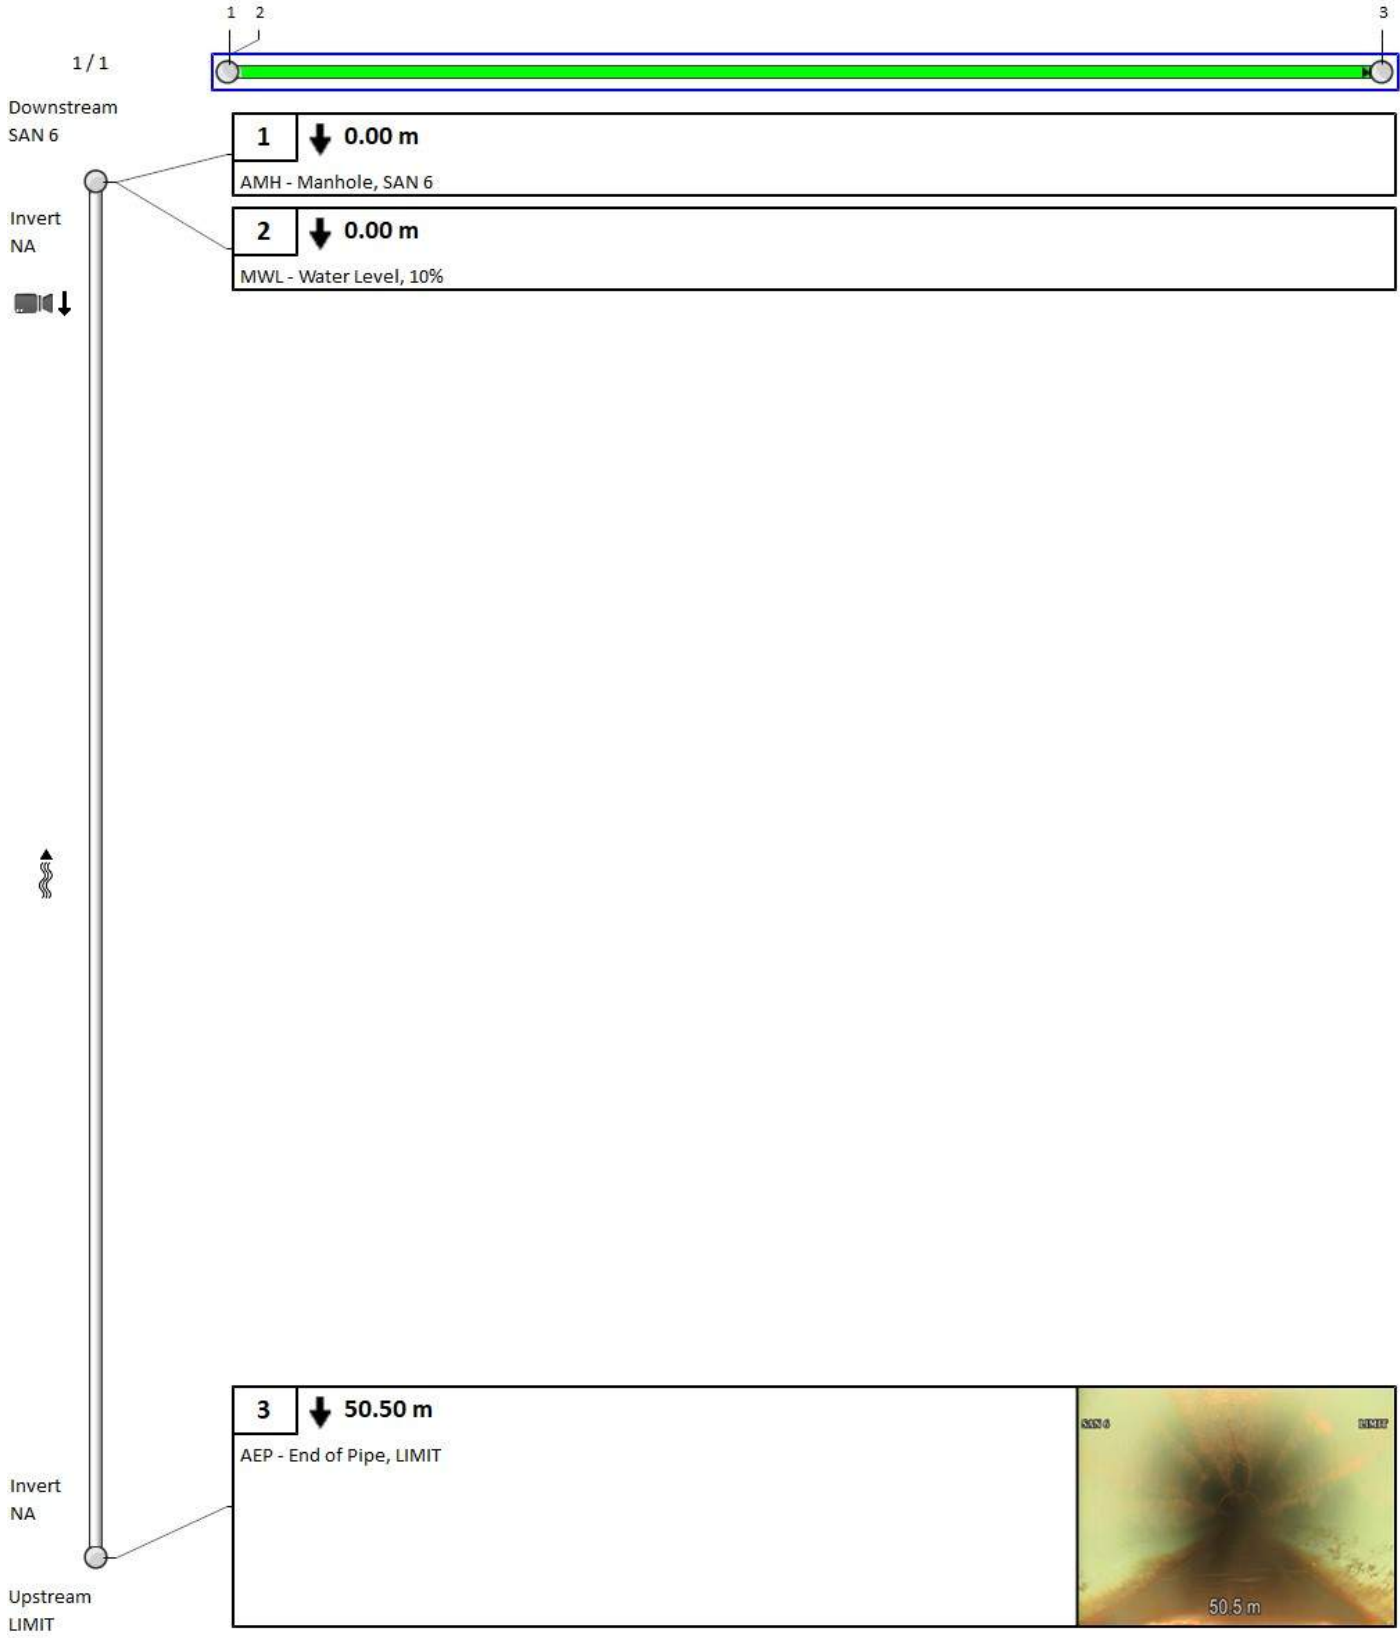 1 2 3
1 / 1
Downstream
SAN 6
1 0.00 m
AMH - Manhole, SAN 6
Invert
NA
2 0.00 m
MWL - Water Level, 10%
3 50.50 m
AEP - End of Pipe, LIMIT
SAN 6 LIMIT
50.5 m
Invert
NA
Upstream
LIMIT